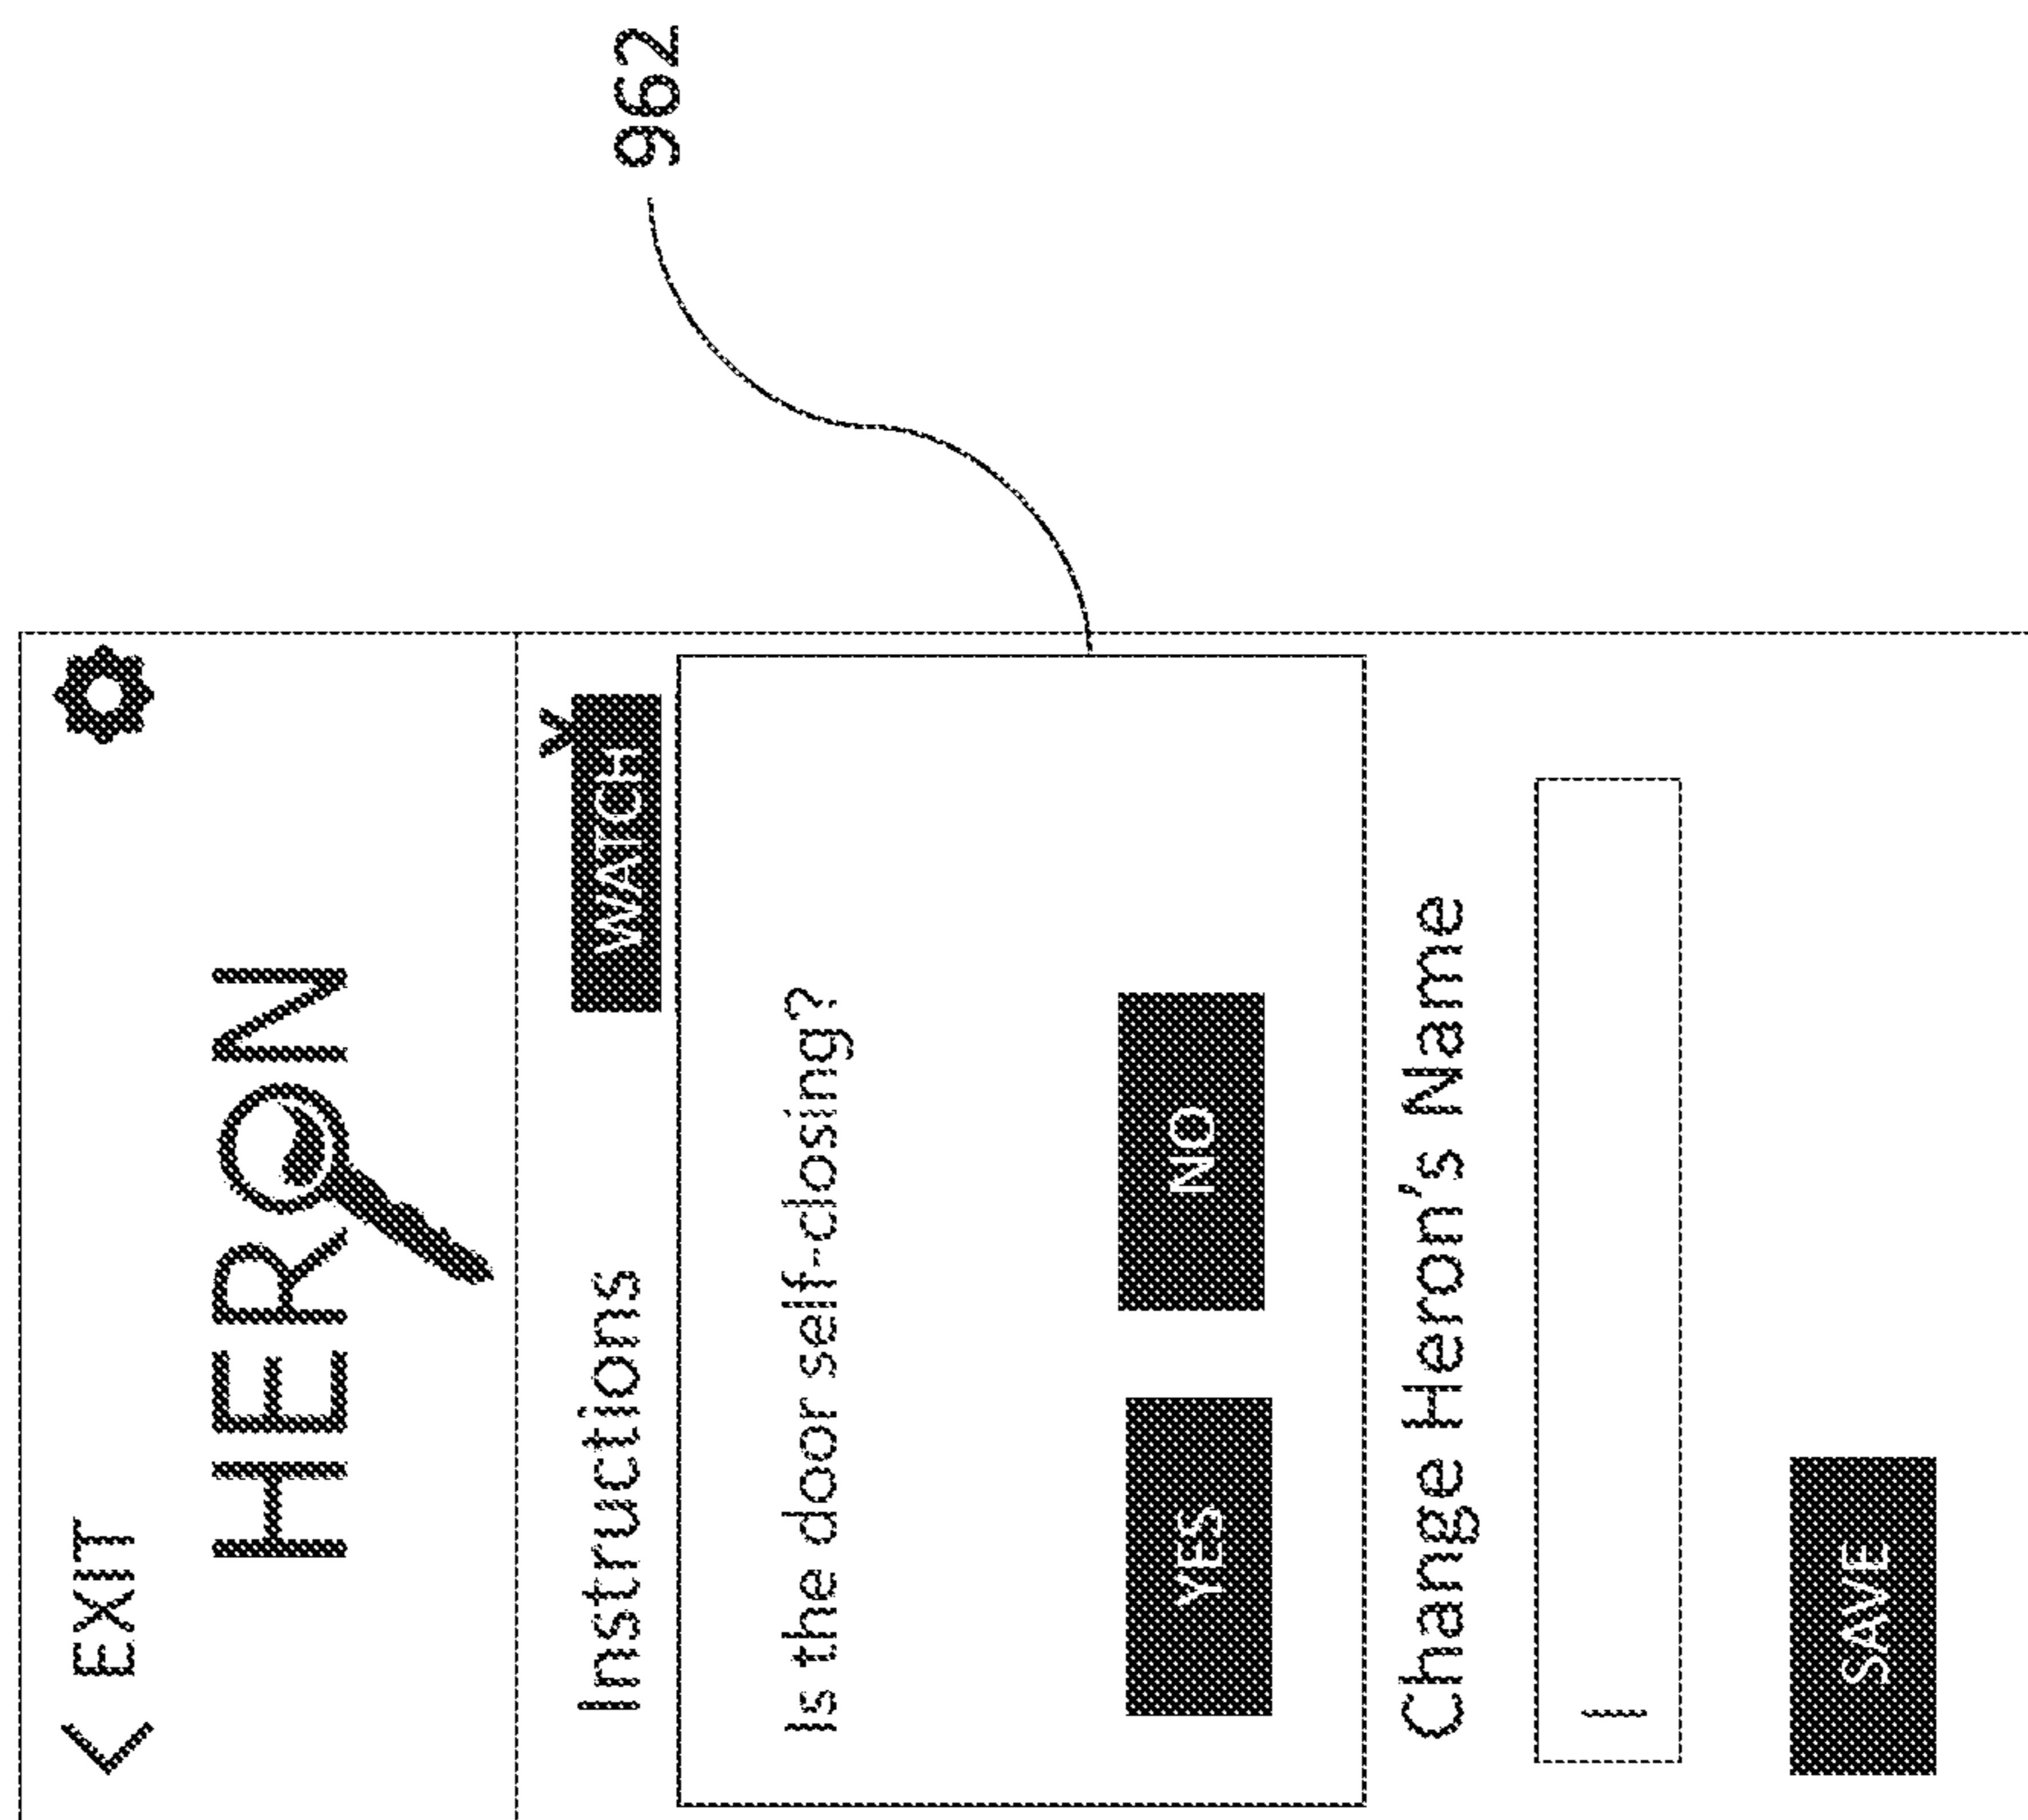 962
< EXIT
HERON
Instructions
WATCH
Is the door self-closing?
YES NO
Change Heron's Name
SAVE